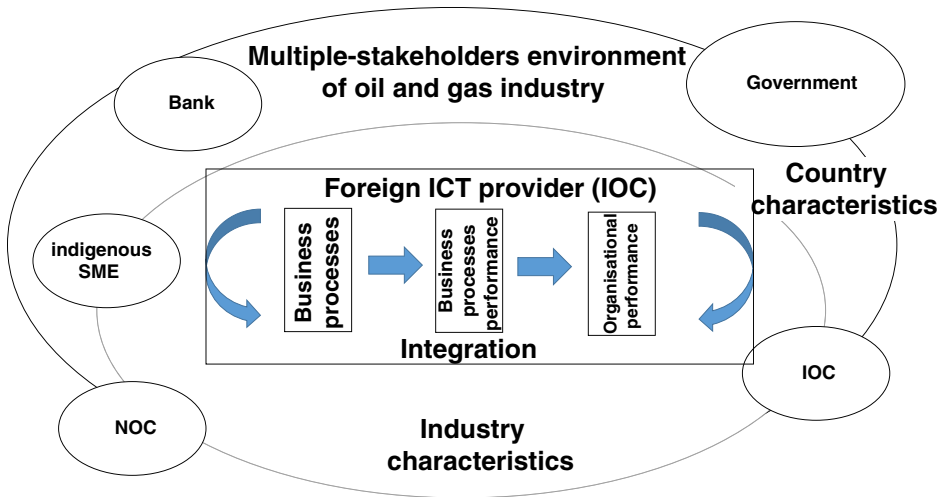 Multiple-stakeholders environment
of oil and gas industry
Bank
Government
Country
characteristics
Foreign ICT provider (IOC)
indigenous
SME
Business
processes
Business
processes
performance
Organisational
performance
Integration
IOC
NOC
Industry
characteristics